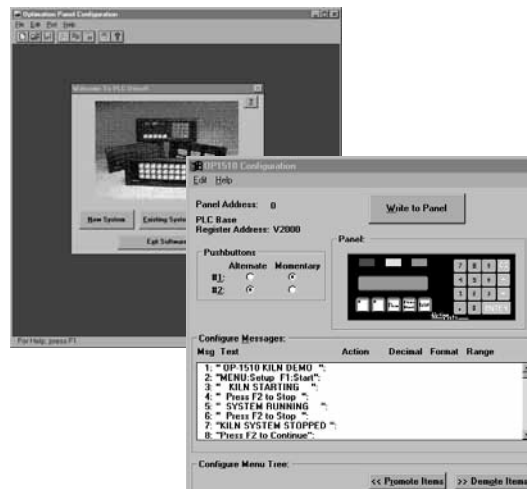 Optimation Panel Configuration
File Edit Plot Help
Welcome To PLC Direct!
New System
Existing System
Exit Software
For Help, press F1
OP1510 Configuration
Edit Help
Panel Address: 0
PLC Base
Register Address: V2000
Write to Panel
Pushbuttons
Alternate Momentary
#1:
#2:
Panel:
7 8 9
4 5 6
ENTER
Configure Messages:
Msg Text Action Decimal Format Range
1: " OP-1510 KILN DEMO ":
2: "MENU:Setup F1:Start":
3: " KILN STARTING ":
4: " Press F2 to Stop ":
5: " SYSTEM RUNNING ":
6: " Press F2 to Stop ":
7: "KILN SYSTEM STOPPED ":
8: "Press F2 to Continue":
Configure Menu Tree:
<< Promote Items
>> Demote Items